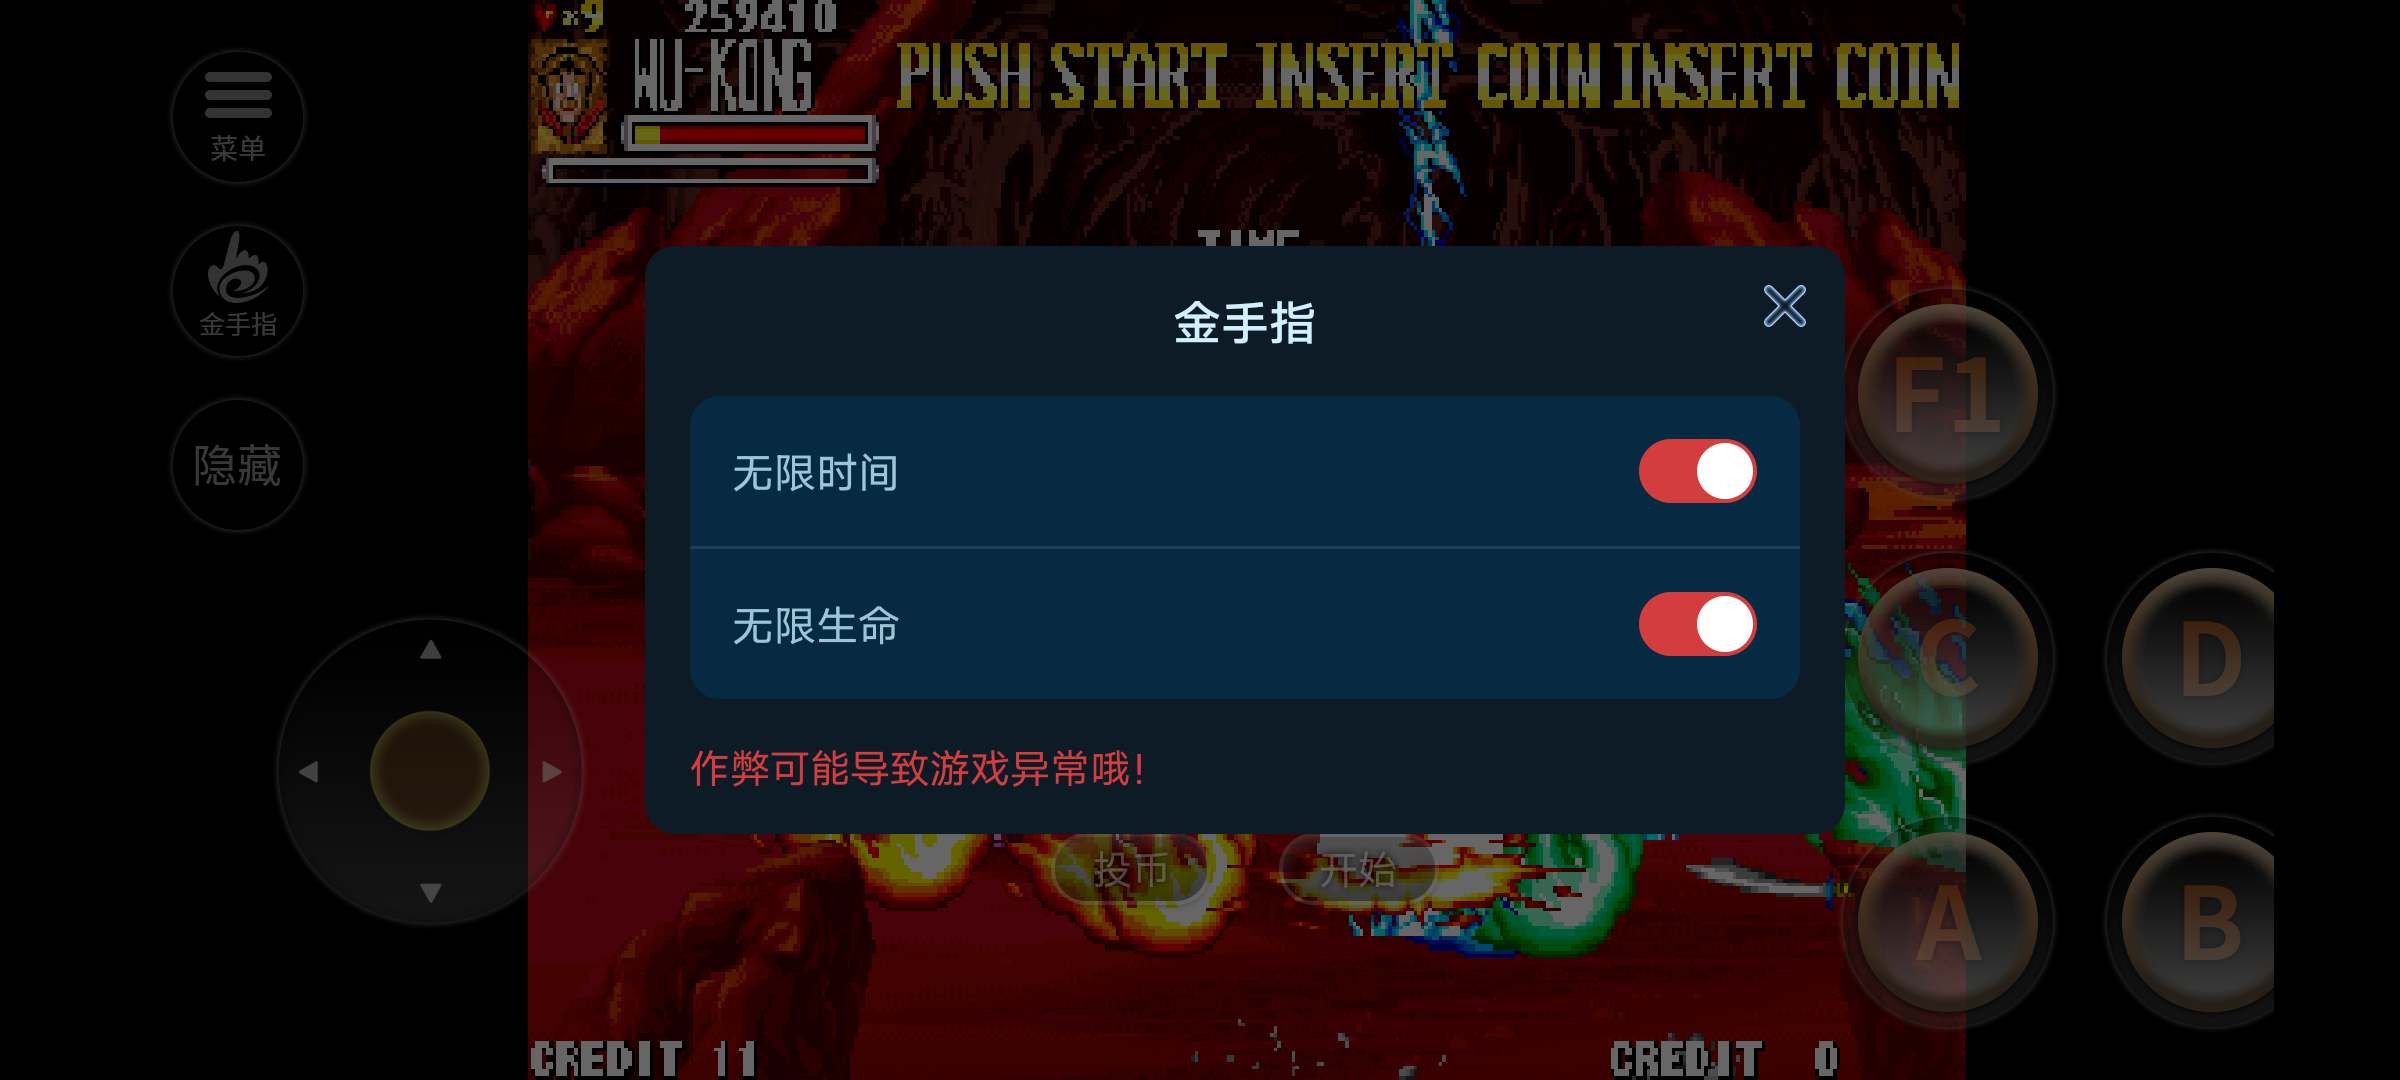 ×9 259410
WU-KONG PUSH START INSERT COIN INSERT COIN
菜单
TIME
金手指
金手指
F1
无限时间
隐藏
无限生命
C D
作弊可能导致游戏异常哦!
投币 开始
A B
CREDIT 11 CREDIT 0